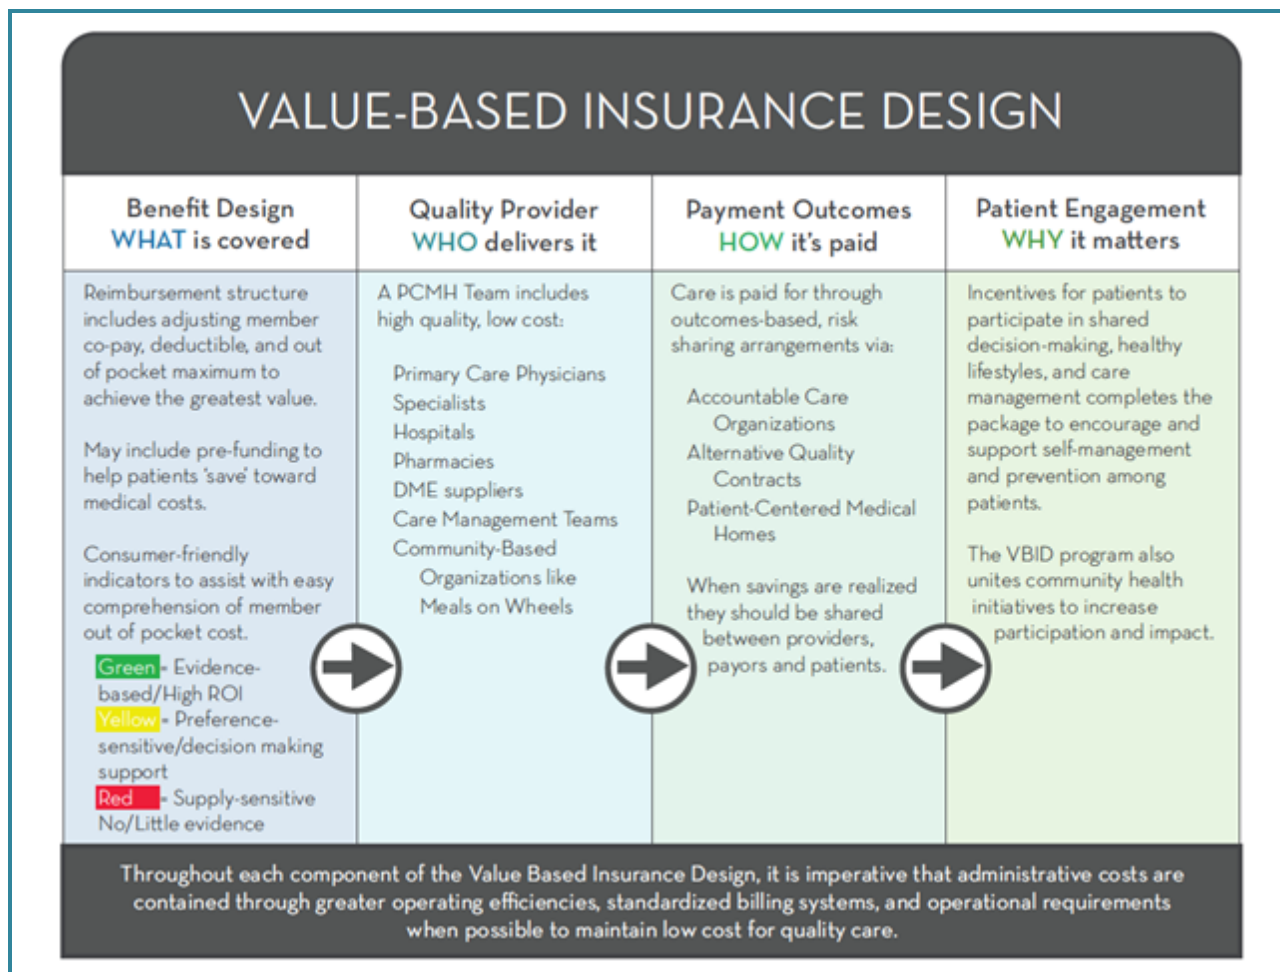 VALUE-BASED INSURANCE DESIGN
Benefit Design
WHAT is covered
Reimbursement structure
includes adjusting member
co-pay, deductible, and out
of pocket maximum to
achieve the greatest value.
May include pre-funding to
help patients 'save' toward
medical costs.
Consumer-friendly
indicators to assist with easy
comprehension of member
out of pocket cost.
Green = Evidence-
based/High ROI
Yellow = Preference-
sensitive/decision making
support
Red = Supply-sensitive
No/Little evidence
Quality Provider
WHO delivers it
A PCMH Team includes
high quality, low cost:
Primary Care Physicians
Specialists
Hospitals
Pharmacies
DME suppliers
Care Management Teams
Community-Based
Organizations like
Meals on Wheels
Payment Outcomes
HOW it's paid
Care is paid for through
outcomes-based, risk
sharing arrangements via:
Accountable Care
Organizations
Alternative Quality
Contracts
Patient-Centered Medical
Homes
When savings are realized
they should be shared
between providers,
payors and patients.
Patient Engagement
WHY it matters
Incentives for patients to
participate in shared
decision-making, healthy
lifestyles, and care
management completes the
package to encourage and
support self-management
and prevention among
patients.
The VBID program also
unites community health
initiatives to increase
participation and impact.
Throughout each component of the Value Based Insurance Design, it is imperative that administrative costs are
contained through greater operating efficiencies, standardized billing systems, and operational requirements
when possible to maintain low cost for quality care.